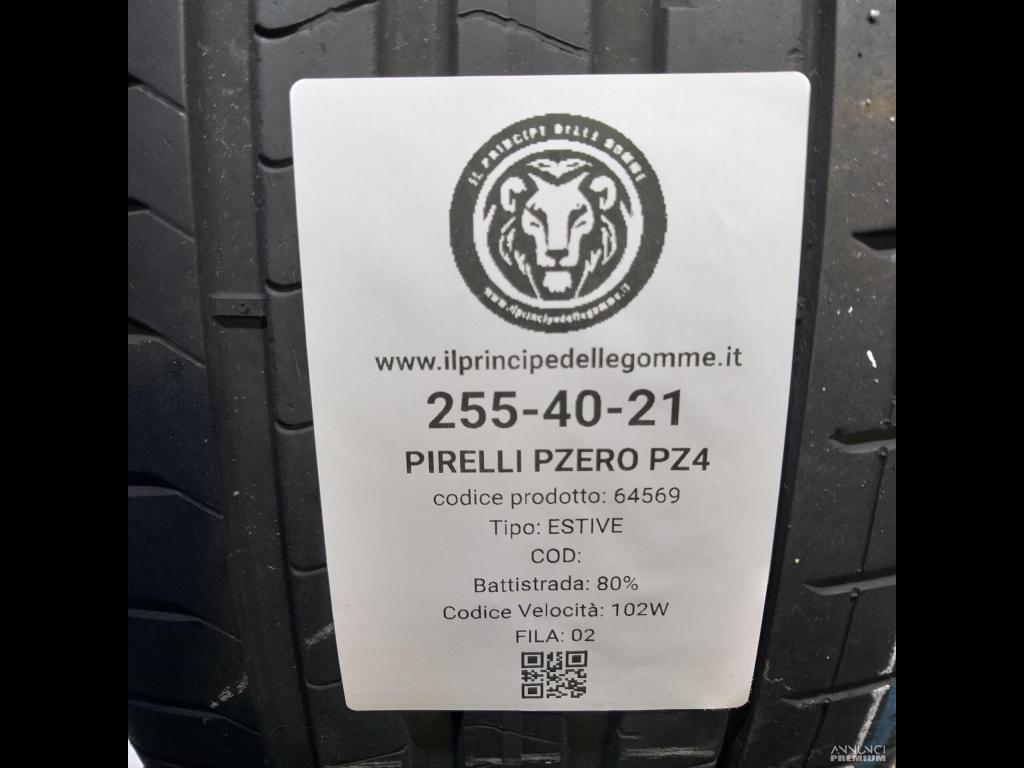 IL PRINCIPE DELLE GOMME
www.ilprincipedellegomme.it
www.ilprincipedellegomme.it
255-40-21
PIRELLI PZERO PZ4
codice prodotto: 64569
Tipo: ESTIVE
COD:
Battistrada: 80%
Codice Velocità: 102W
FILA: 02
ANNUNCI
PREMIUM